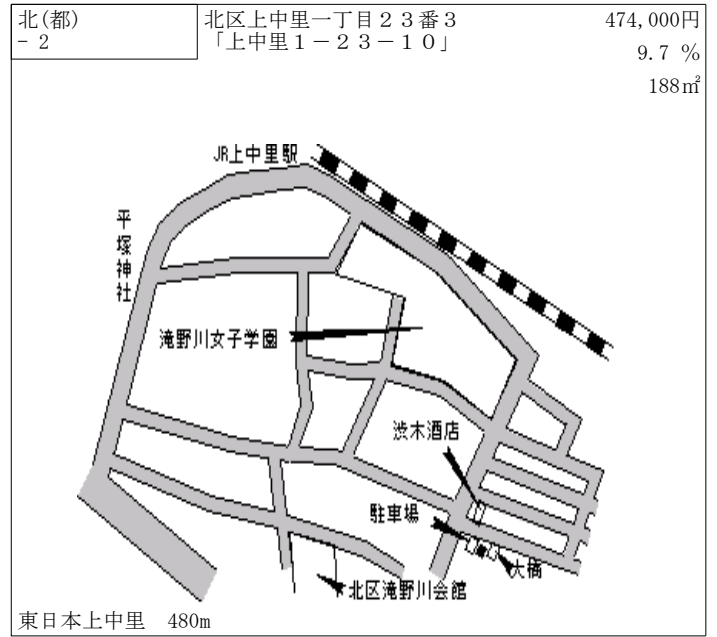 北(都)
- 2
北区上中里一丁目２３番３
「上中里１－２３－１０」
474,000円
9.7 %
188㎡
JR上中里駅
平塚神社
滝野川女子学園
渋木酒店
駐車場
大橋
北区滝野川会館
東日本上中里　480m